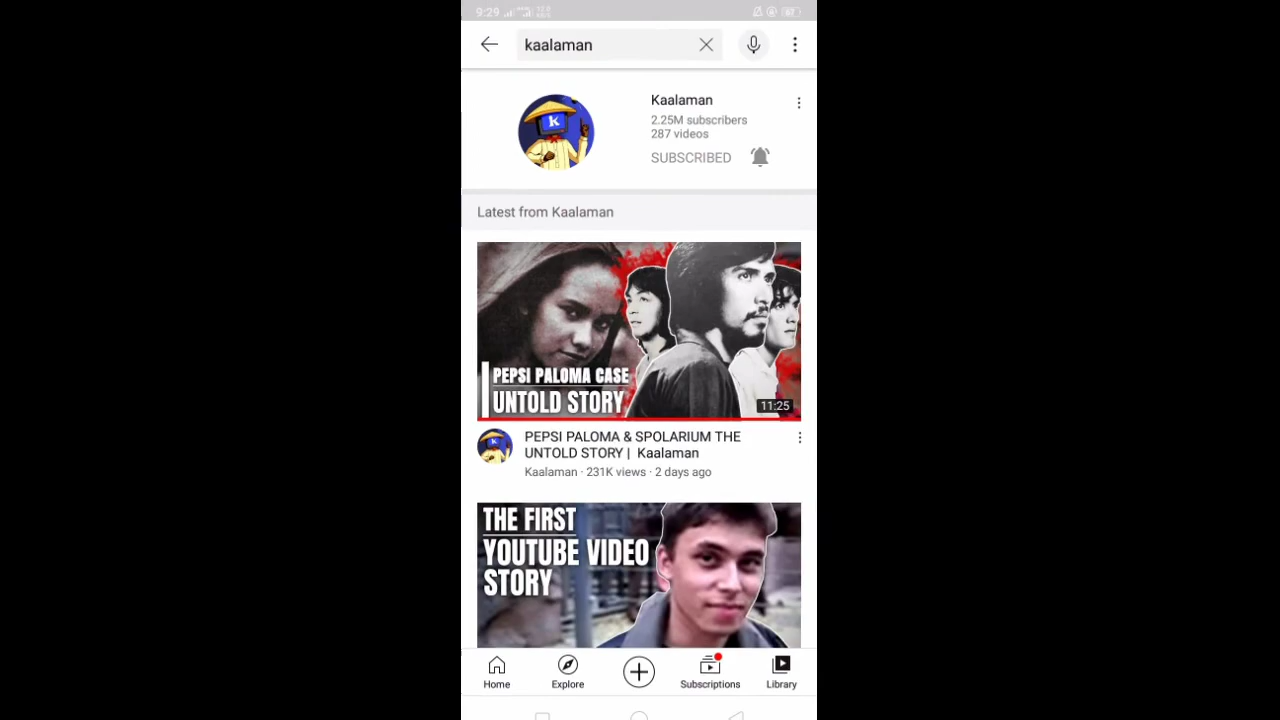 9:29
kaalaman
k
Kaalaman
2.25M subscribers
287 videos
SUBSCRIBED
Latest from Kaalaman
PEPSI PALOMA CASE
UNTOLD STORY
11:25
PEPSI PALOMA & SPOLARIUM THE
UNTOLD STORY | Kaalaman
Kaalaman · 231K views · 2 days ago
THE FIRST
YOUTUBE VIDEO
STORY
Home
Explore
Subscriptions
Library